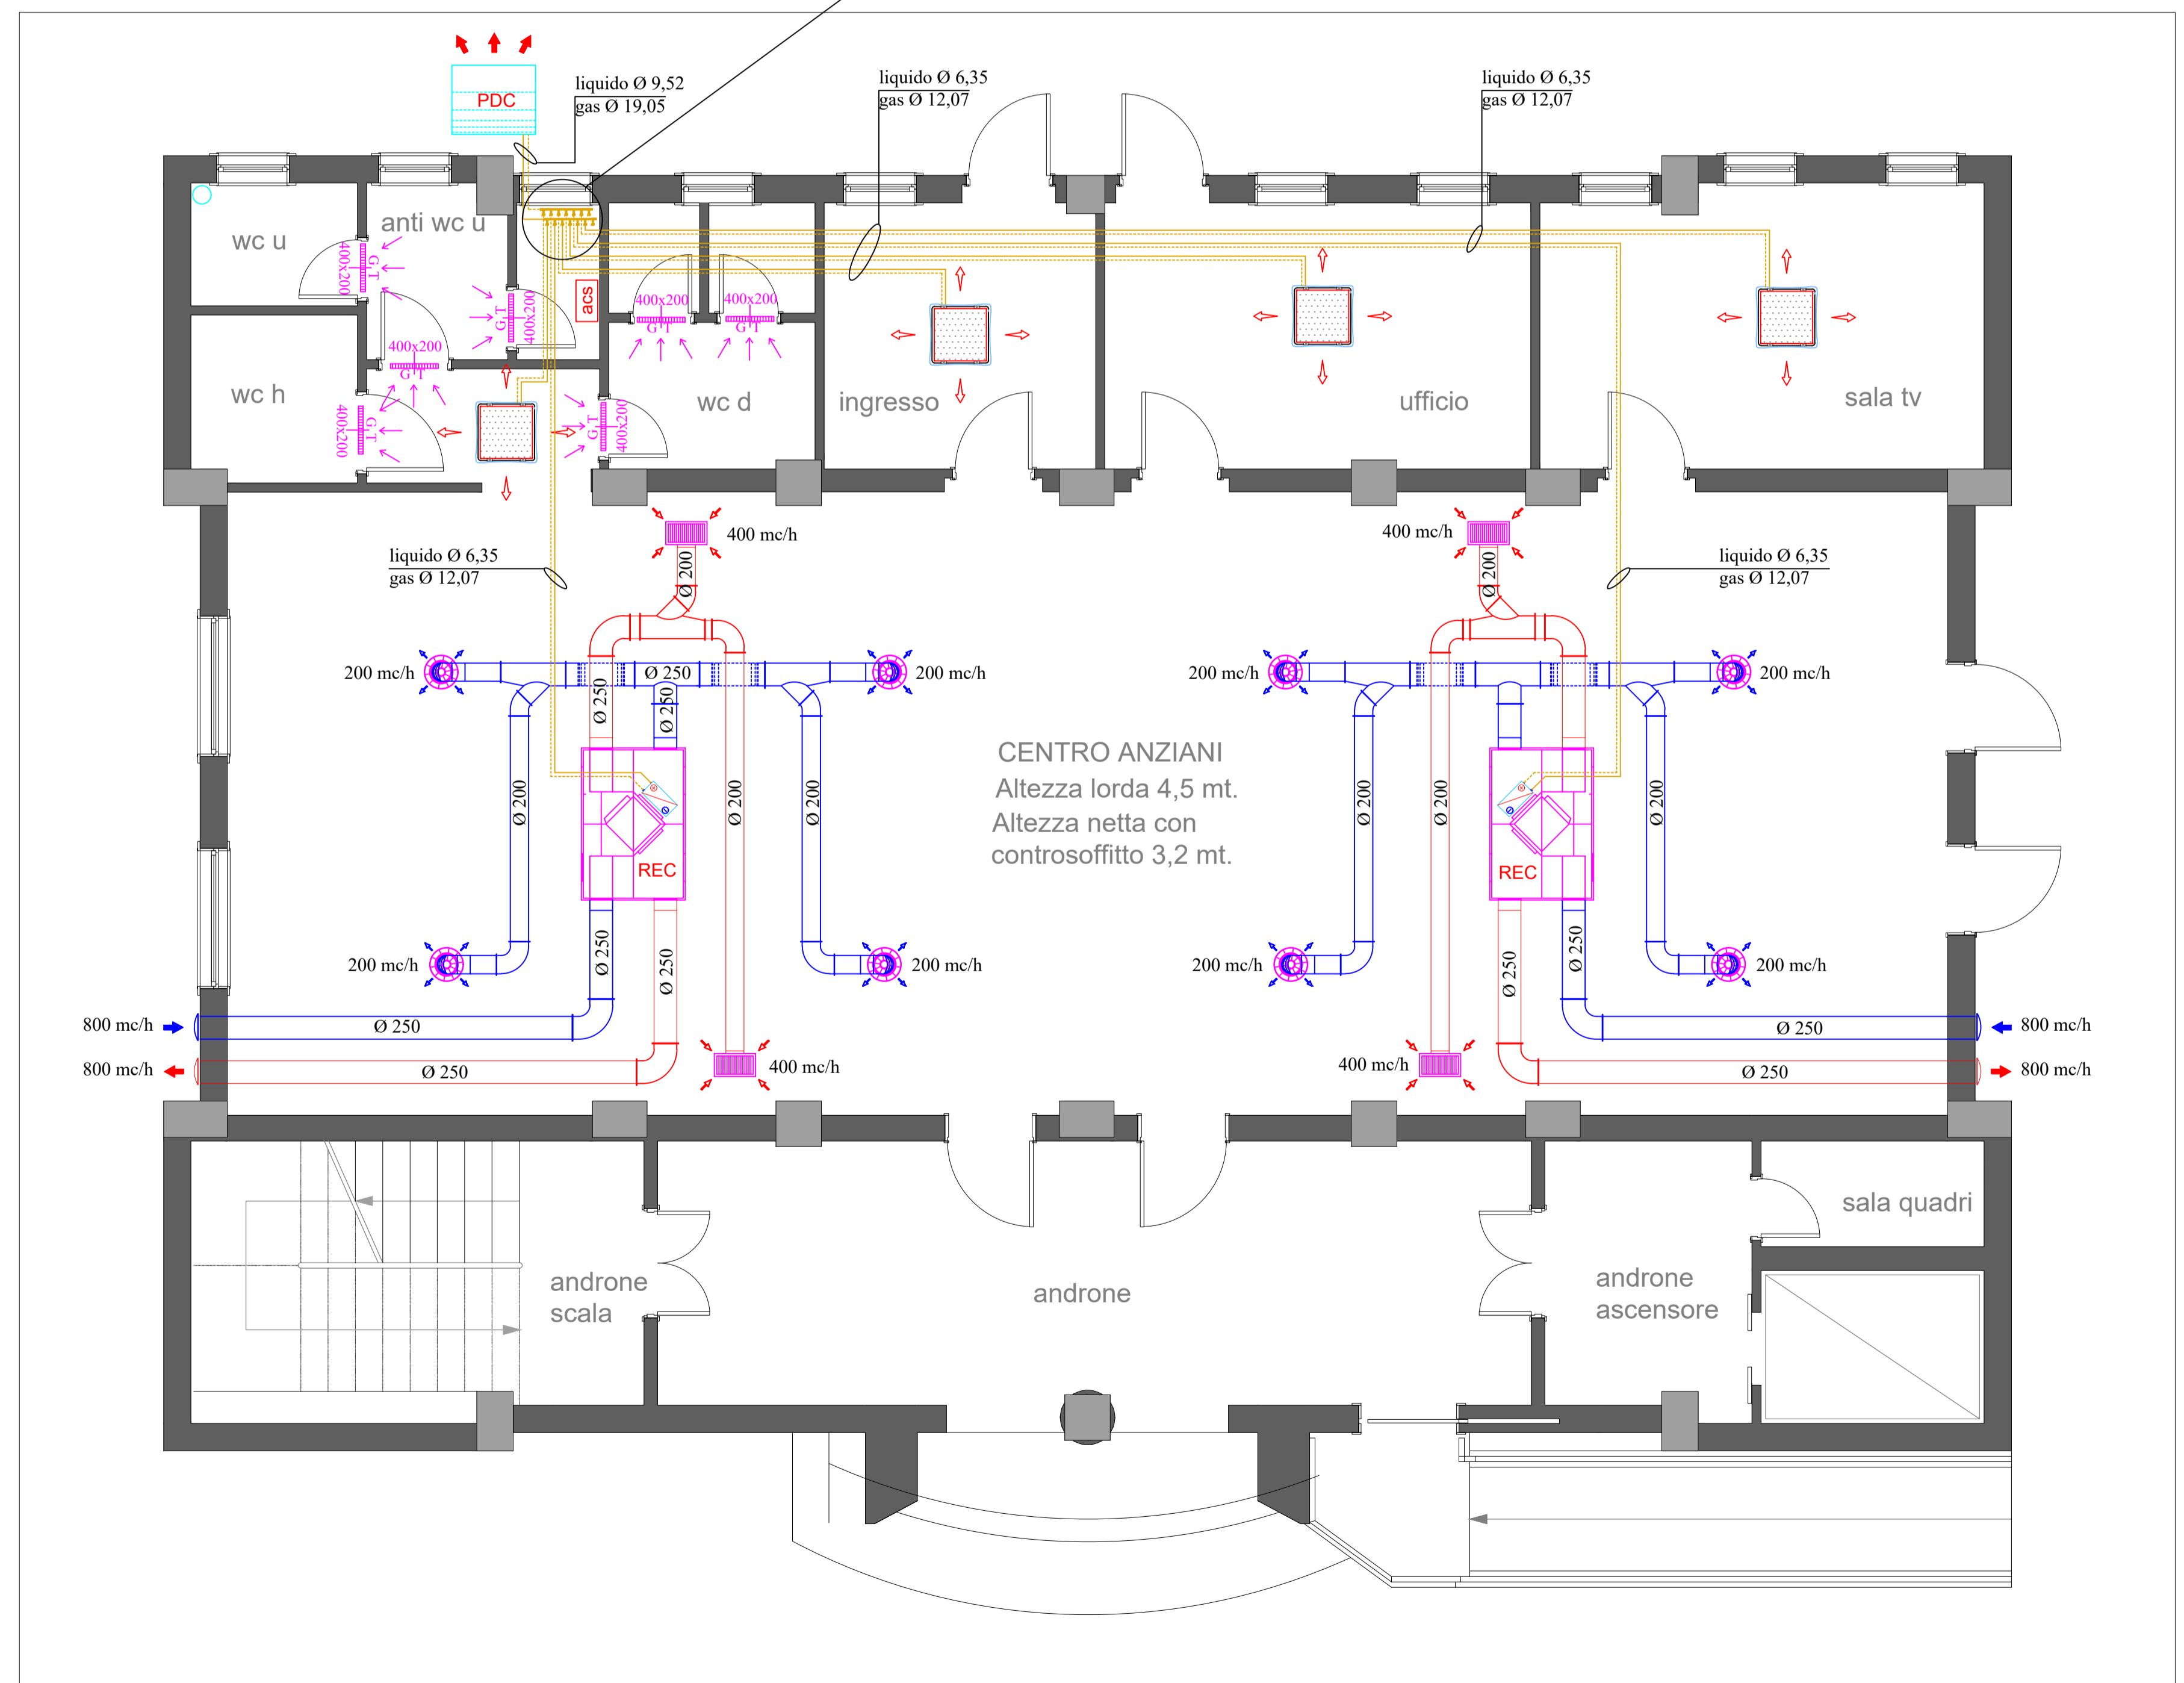 PDC
liquido Ø 9,52
gas Ø 19,05
liquido Ø 6,35
gas Ø 12,07
liquido Ø 6,35
gas Ø 12,07
wc u
anti wc u
400x200
G T
400x200
G T
acs
400x200
G T
400x200
G T
400x200
G T
wc h
400x200
G T
400x200
G T
wc d
ingresso
ufficio
sala tv
400 mc/h
400 mc/h
Ø 200
Ø 200
liquido Ø 6,35
gas Ø 12,07
liquido Ø 6,35
gas Ø 12,07
200 mc/h
Ø 250
200 mc/h
200 mc/h
200 mc/h
Ø 250
Ø 250
CENTRO ANZIANI
Altezza lorda 4,5 mt.
Altezza netta con
controsoffitto 3,2 mt.
Ø 200
Ø 200
Ø 200
Ø 200
Ø 200
Ø 200
REC
REC
200 mc/h
Ø 250
Ø 250
200 mc/h
200 mc/h
Ø 250
Ø 250
200 mc/h
800 mc/h
Ø 250
Ø 250
800 mc/h
800 mc/h
Ø 250
400 mc/h
400 mc/h
Ø 250
800 mc/h
androne
scala
androne
androne
ascensore
sala quadri